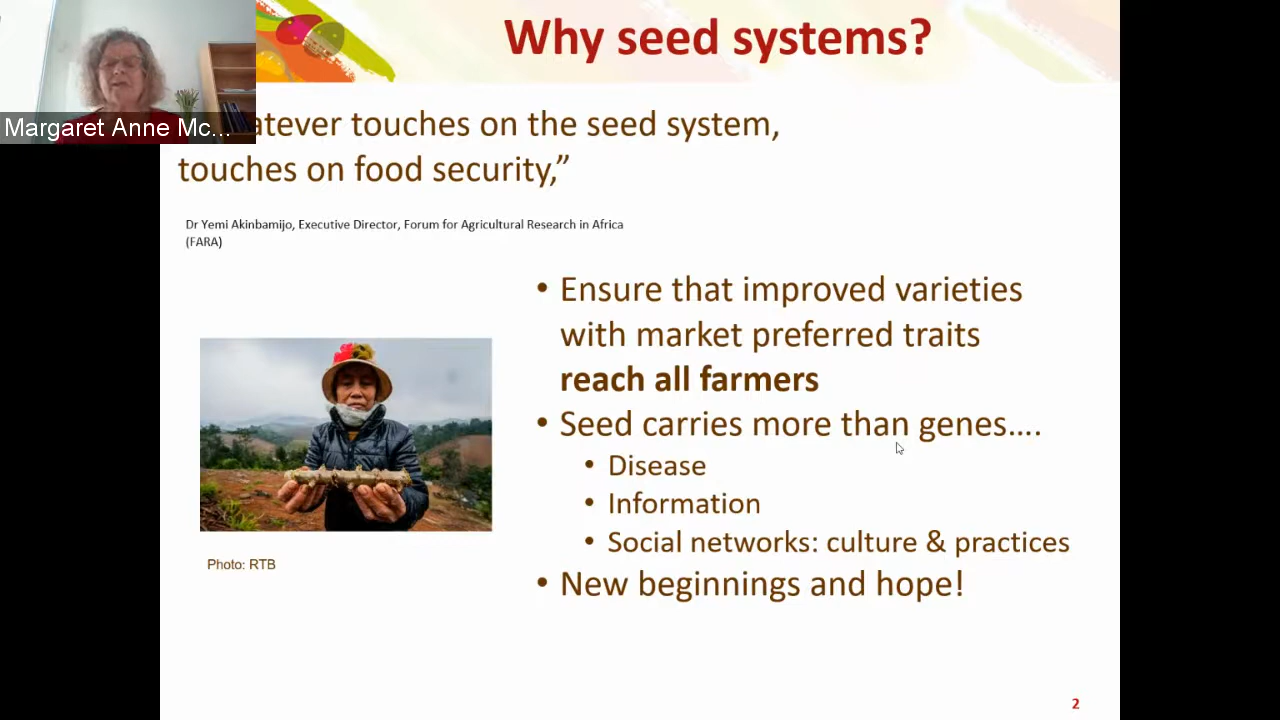 Why seed systems?
Margaret Anne Mc...
atever touches on the seed system,
touches on food security,”
Dr Yemi Akinbamijo, Executive Director, Forum for Agricultural Research in Africa
(FARA)
• Ensure that improved varieties
with market preferred traits
reach all farmers
• Seed carries more than genes….
• Disease
• Information
• Social networks: culture & practices
• New beginnings and hope!
Photo: RTB
2